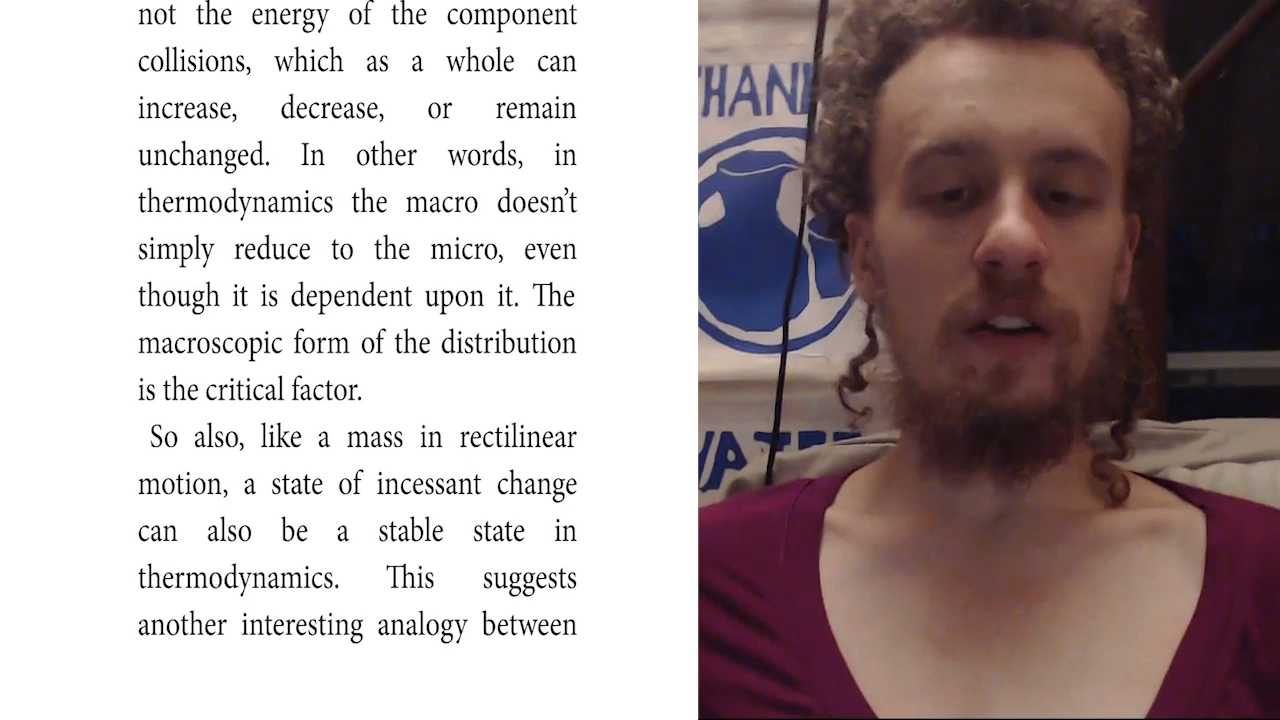 not the energy of the component
collisions, which as a whole can
increase, decrease, or remain
unchanged. In other words, in
thermodynamics the macro doesn’t
simply reduce to the micro, even
though it is dependent upon it. The
macroscopic form of the distribution
is the critical factor.
So also, like a mass in rectilinear
motion, a state of incessant change
can also be a stable state in
thermodynamics. This suggests
another interesting analogy between